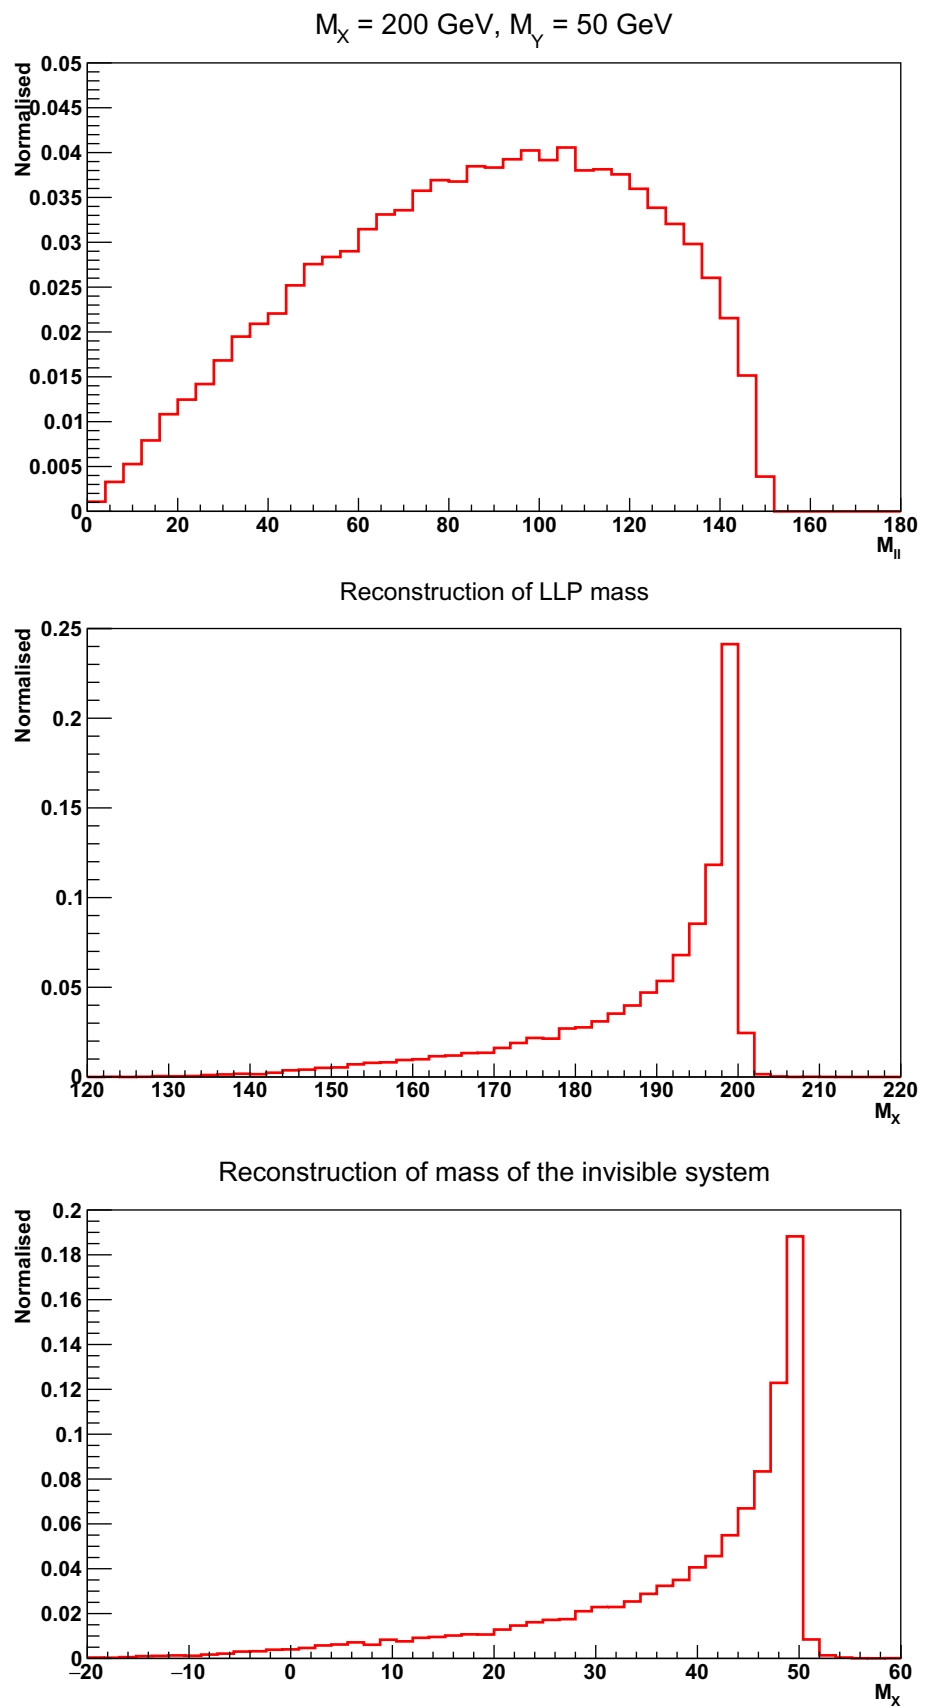 M_X = 200 GeV, M_Y = 50 GeV
Normalised
0.05
0.045
0.04
0.035
0.03
0.025
0.02
0.015
0.01
0.005
0
0 20 40 60 80 100 120 140 160 180
M_ll
Reconstruction of LLP mass
Normalised
0.25
0.2
0.15
0.1
0.05
0
120 130 140 150 160 170 180 190 200 210 220
M_X
Reconstruction of mass of the invisible system
Normalised
0.2
0.18
0.16
0.14
0.12
0.1
0.08
0.06
0.04
0.02
0
−20 −10 0 10 20 30 40 50 60
M_X